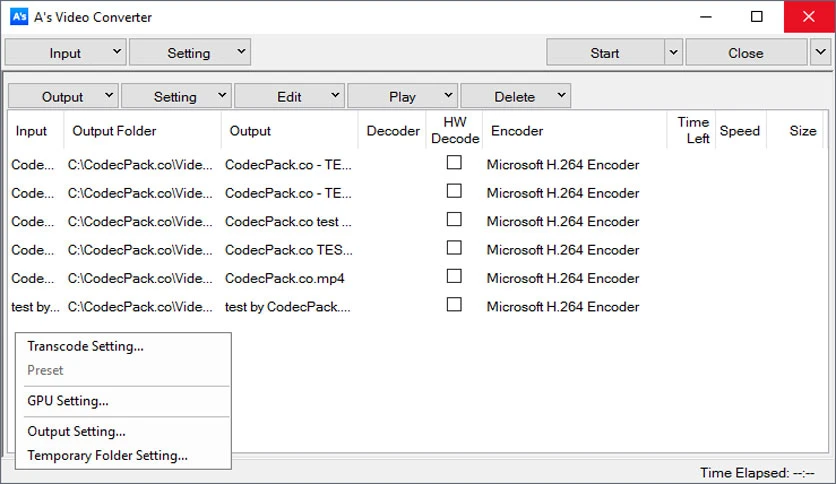 A's A's Video Converter
Input Setting Start Close
Output Setting Edit Play Delete
Input Output Folder Output Decoder HW Decode Encoder Time Left Speed Size
Code... C:\CodecPack.co\Vide... CodecPack.co - TE... Microsoft H.264 Encoder
Code... C:\CodecPack.co\Vide... CodecPack.co - TE... Microsoft H.264 Encoder
Code... C:\CodecPack.co\Vide... CodecPack.co test ... Microsoft H.264 Encoder
Code... C:\CodecPack.co\Vide... CodecPack.co TES... Microsoft H.264 Encoder
Code... C:\CodecPack.co\Vide... CodecPack.co.mp4 Microsoft H.264 Encoder
test by... C:\CodecPack.co\Vide... test by CodecPack.... Microsoft H.264 Encoder
Transcode Setting...
Preset
GPU Setting...
Output Setting...
Temporary Folder Setting...
Time Elapsed: --:--